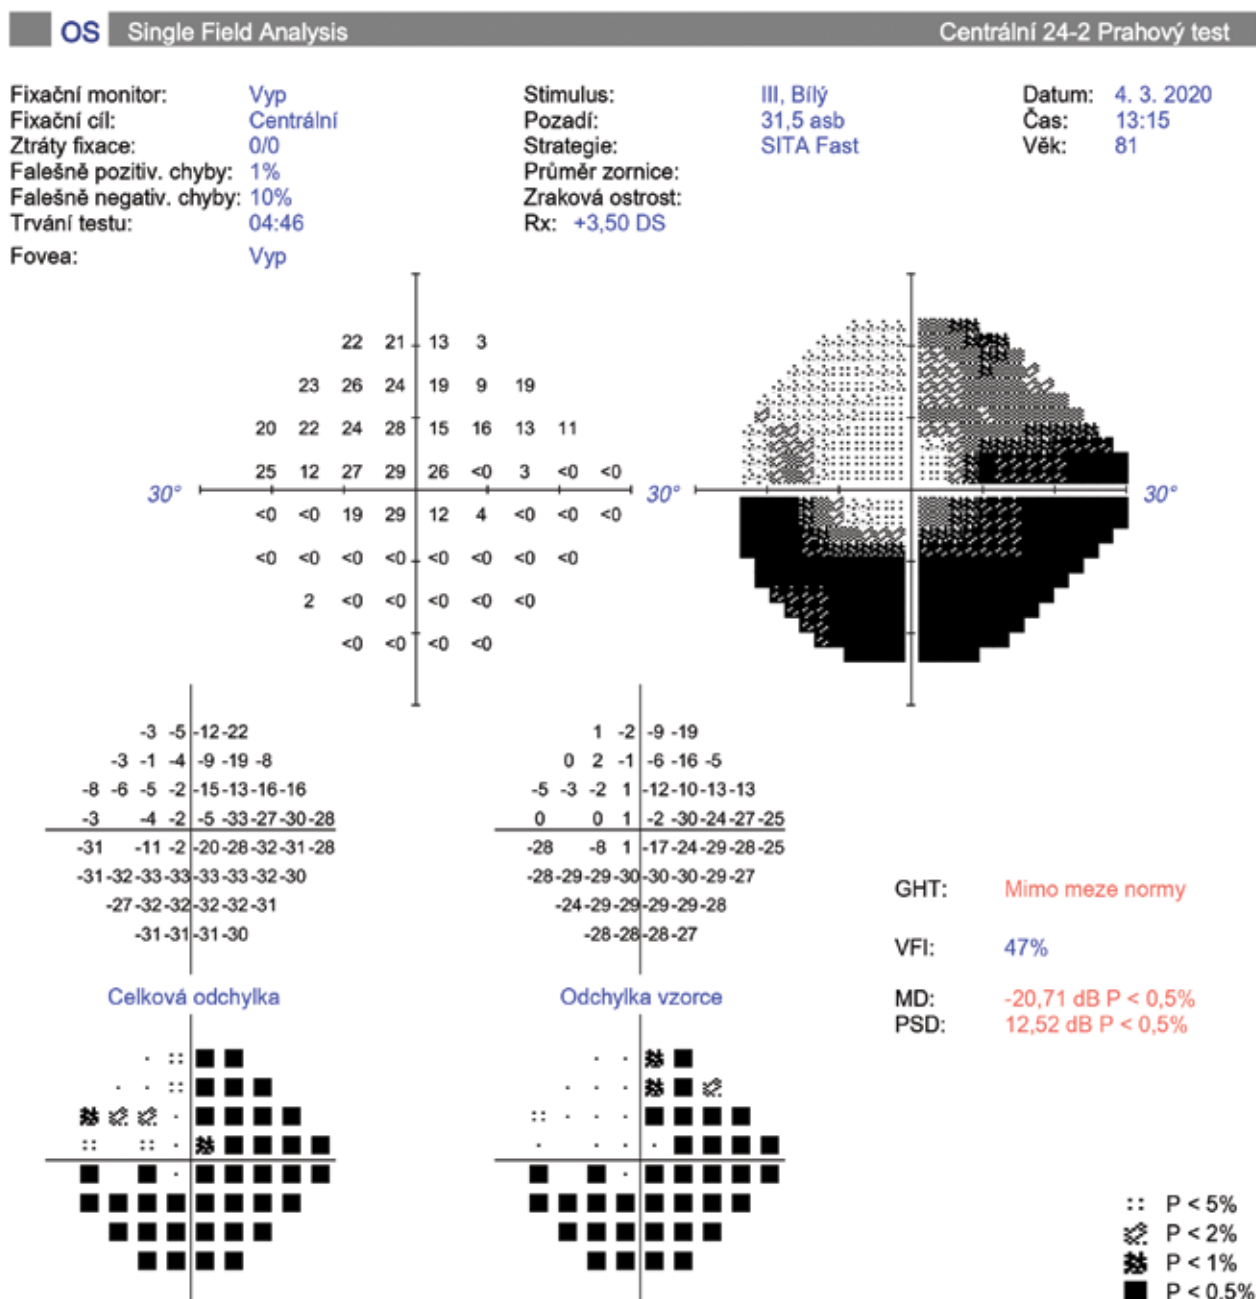 OS Single Field Analysis Centrální 24-2 Prahový test
Fixační monitor: Vyp Stimulus: III, Bílý Datum: 4. 3. 2020
Fixační cíl: Centrální Pozadí: 31,5 asb Čas: 13:15
Ztráty fixace: 0/0 Strategie: SITA Fast Věk: 81
Falešně pozitiv. chyby: 1% Průměr zornice:
Falešně negativ. chyby: 10% Zraková ostrost:
Trvání testu: 04:46 Rx: +3,50 DS
Fovea: Vyp
22 21 13 3
23 26 24 19 9 19
20 22 24 28 15 16 13 11
25 12 27 29 26 <0 3 <0 <0
30° 30° 30°
<0 <0 19 29 12 4 <0 <0 <0
<0 <0 <0 <0 <0 <0 <0 <0
2 <0 <0 <0 <0 <0
<0 <0 <0 <0
-3 -5 -12 -22 1 -2 -9 -19
-3 -1 -4 -9 -19 -8 0 2 -1 -6 -16 -5
-8 -6 -5 -2 -15 -13 -16 -16 -5 -3 -2 1 -12 -10 -13 -13
-3 -4 -2 -5 -33 -27 -30 -28 0 0 1 -2 -30 -24 -27 -25
-31 -11 -2 -20 -28 -32 -31 -28 -28 -8 1 -17 -24 -29 -28 -25
-31 -32 -33 -33 -33 -33 -32 -30 -28 -29 -29 -30 -30 -30 -29 -27
-27 -32 -32 -32 -32 -31 -24 -29 -29 -29 -29 -28
-31 -31 -31 -30 -28 -28 -28 -27
GHT: Mimo meze normy
VFI: 47%
Celková odchylka Odchylka vzorce MD: -20,71 dB P < 0,5%
PSD: 12,52 dB P < 0,5%
P < 5%
P < 2%
P < 1%
P < 0,5%